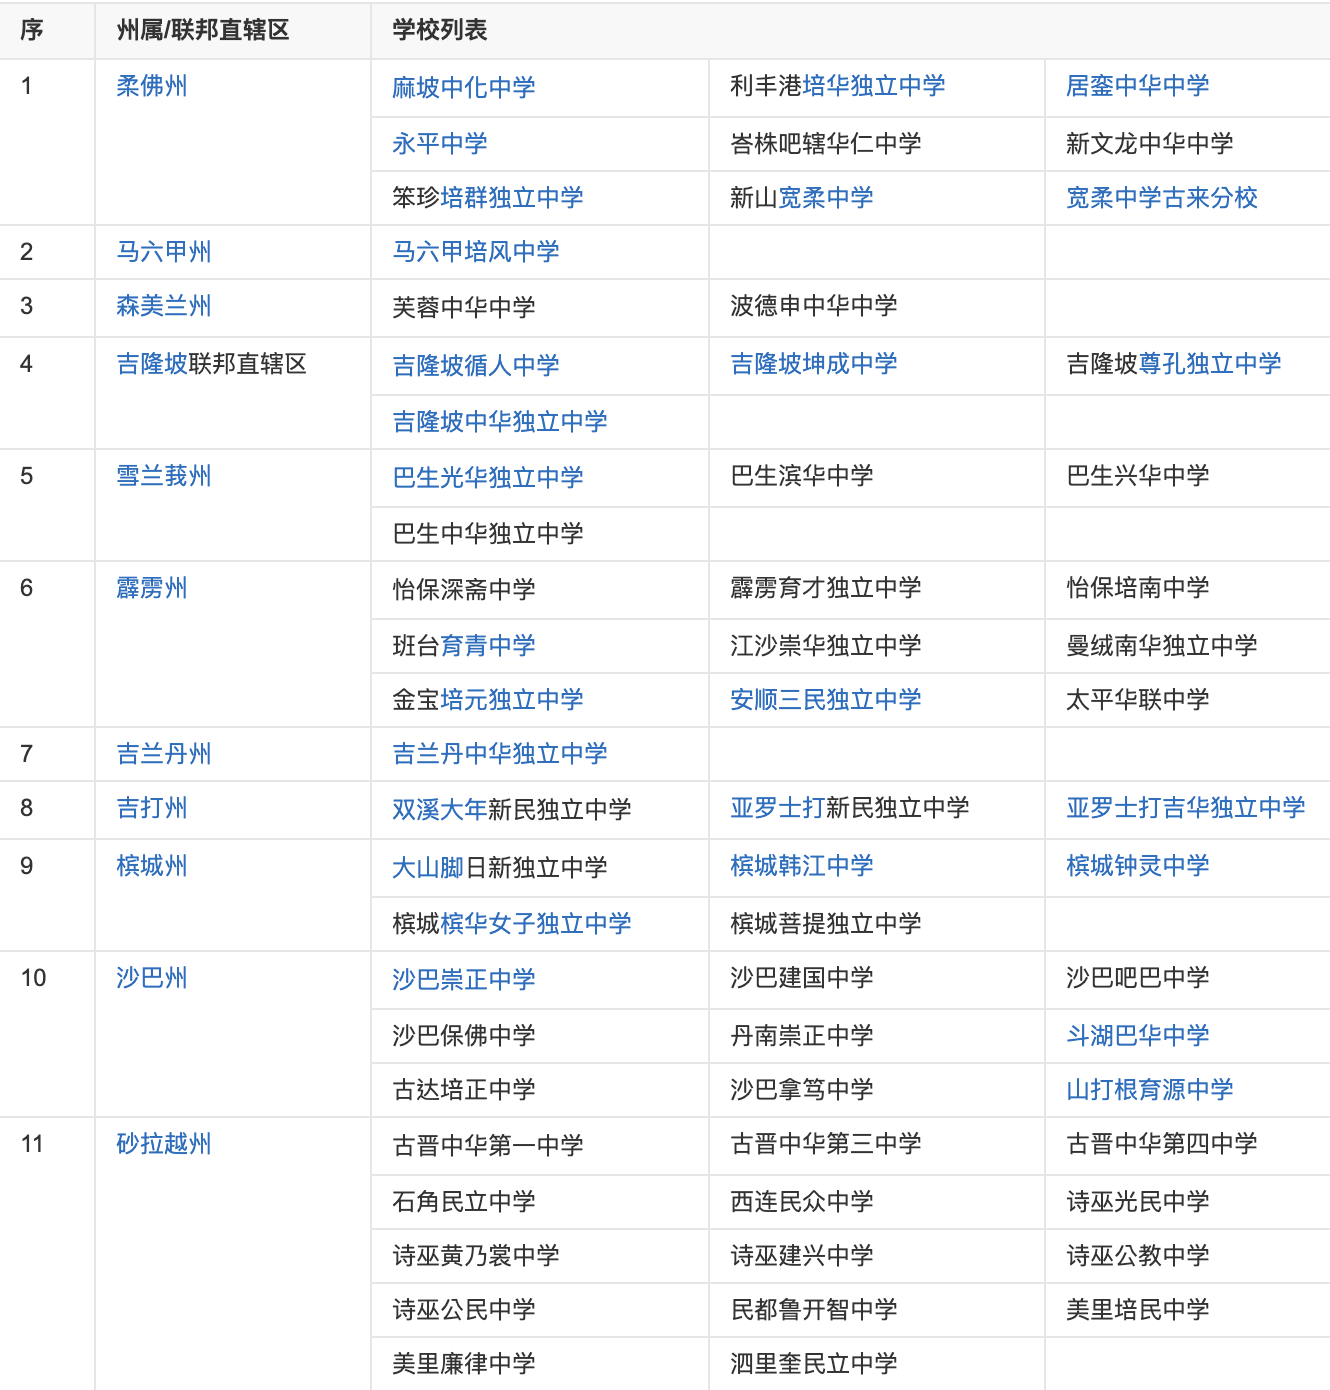 序 州属/联邦直辖区 学校列表
1 柔佛州 麻坡中化中学 利丰港培华独立中学 居銮中华中学
永平中学 峇株吧辖华仁中学 新文龙中华中学
笨珍培群独立中学 新山宽柔中学 宽柔中学古来分校
2 马六甲州 马六甲培风中学
3 森美兰州 芙蓉中华中学 波德申中华中学
4 吉隆坡联邦直辖区 吉隆坡循人中学 吉隆坡坤成中学 吉隆坡尊孔独立中学
吉隆坡中华独立中学
5 雪兰莪州 巴生光华独立中学 巴生滨华中学 巴生兴华中学
巴生中华独立中学
6 霹雳州 怡保深斋中学 霹雳育才独立中学 怡保培南中学
班台育青中学 江沙崇华独立中学 曼绒南华独立中学
金宝培元独立中学 安顺三民独立中学 太平华联中学
7 吉兰丹州 吉兰丹中华独立中学
8 吉打州 双溪大年新民独立中学 亚罗士打新民独立中学 亚罗士打吉华独立中学
9 槟城州 大山脚日新独立中学 槟城韩江中学 槟城钟灵中学
槟城槟华女子独立中学 槟城菩提独立中学
10 沙巴州 沙巴崇正中学 沙巴建国中学 沙巴吧巴中学
沙巴保佛中学 丹南崇正中学 斗湖巴华中学
古达培正中学 沙巴拿笃中学 山打根育源中学
11 砂拉越州 古晋中华第一中学 古晋中华第三中学 古晋中华第四中学
石角民立中学 西连民众中学 诗巫光民中学
诗巫黄乃裳中学 诗巫建兴中学 诗巫公教中学
诗巫公民中学 民都鲁开智中学 美里培民中学
美里廉律中学 泗里奎民立中学